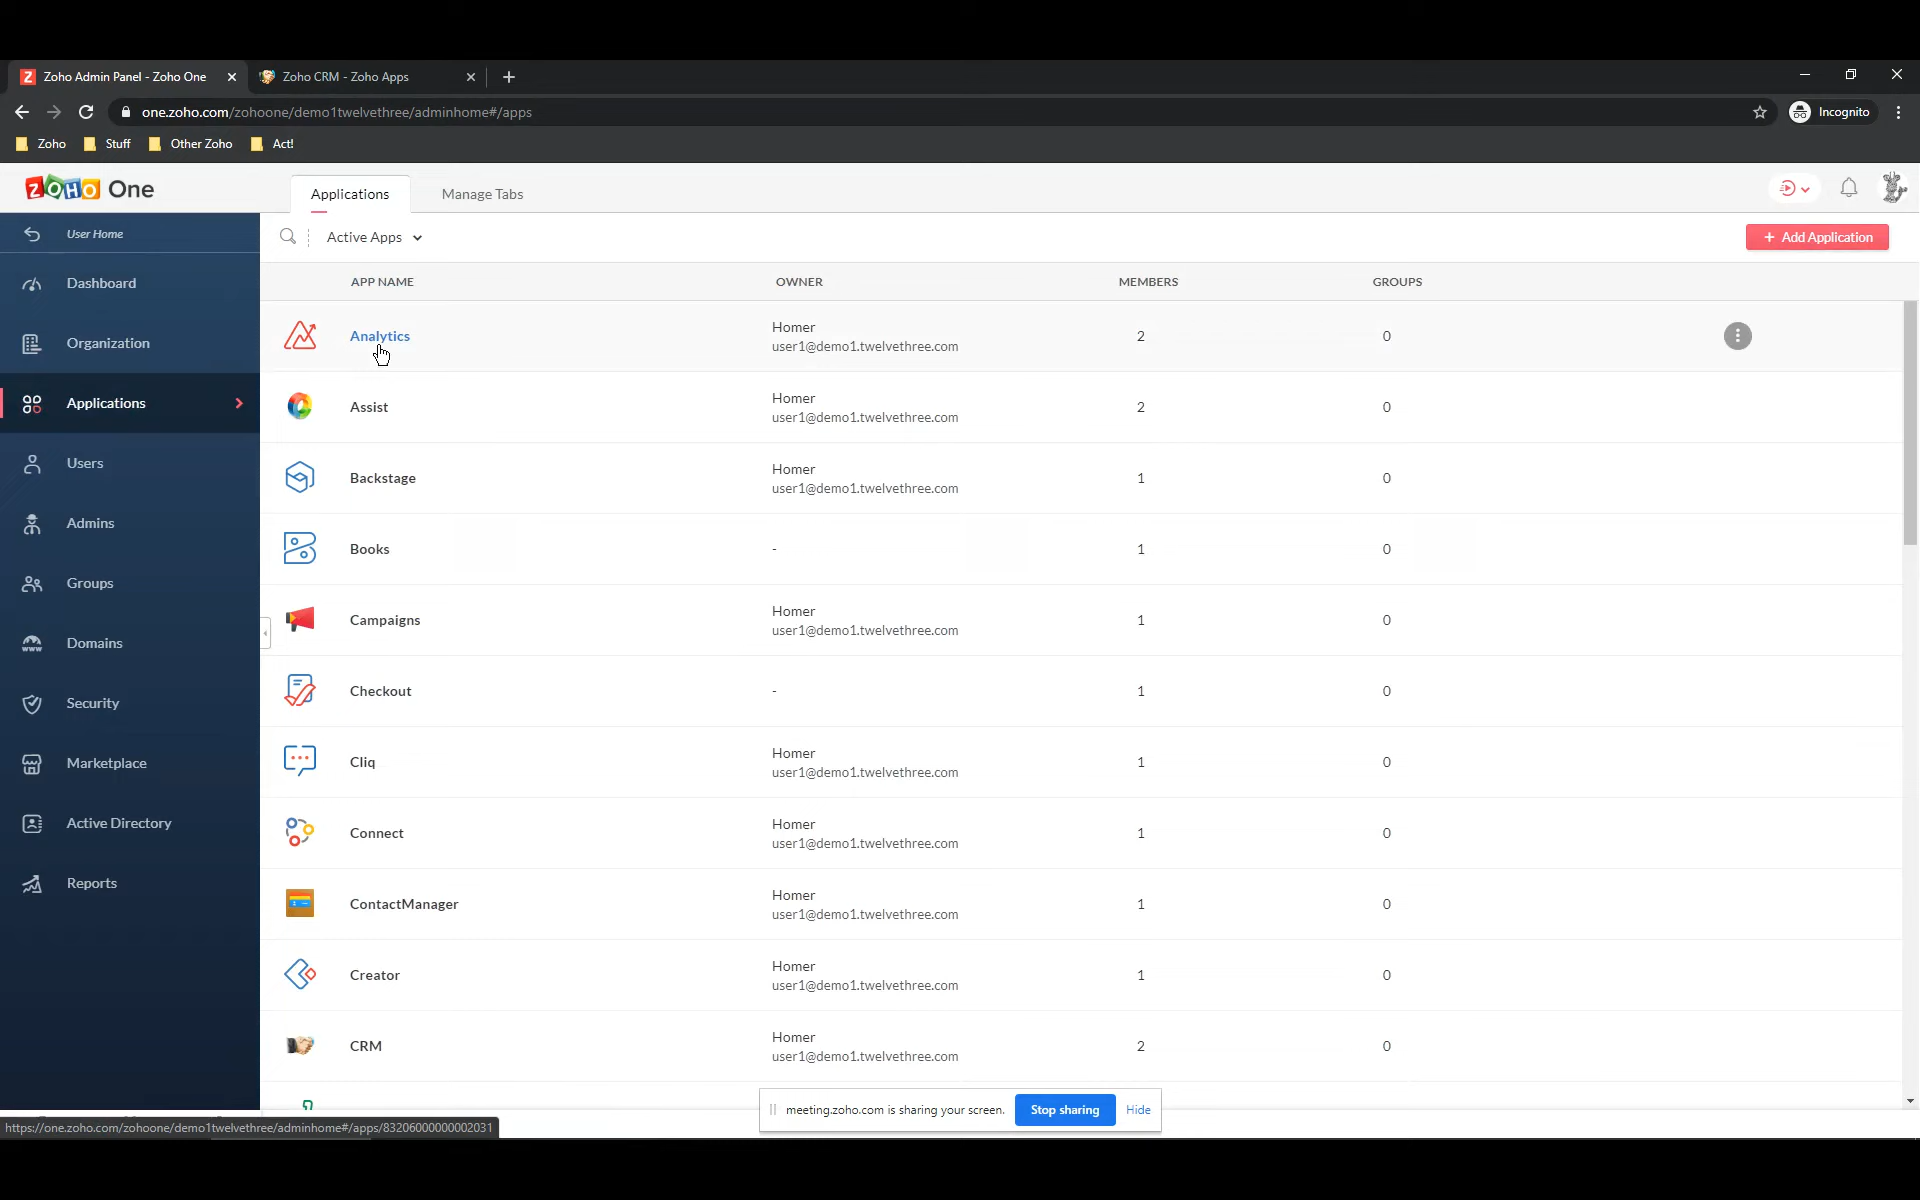 Zoho Admin Panel - Zoho One
Zoho CRM - Zoho Apps
one.zoho.com/zohoone/demo1twelvethree/adminhome#/apps
Incognito
Zoho
Stuff
Other Zoho
Act!
ZOHO One
Applications
Manage Tabs
User Home
Active Apps
+ Add Application
APP NAME
OWNER
MEMBERS
GROUPS
Dashboard
Organization
Applications
Users
Admins
Groups
Domains
Security
Marketplace
Active Directory
Reports
Analytics
Homer
user1@demo1.twelvethree.com
2
0
Assist
Homer
user1@demo1.twelvethree.com
2
0
Backstage
Homer
user1@demo1.twelvethree.com
1
0
Books
-
1
0
Campaigns
Homer
user1@demo1.twelvethree.com
1
0
Checkout
-
1
0
Cliq
Homer
user1@demo1.twelvethree.com
1
0
Connect
Homer
user1@demo1.twelvethree.com
1
0
ContactManager
Homer
user1@demo1.twelvethree.com
1
0
Creator
Homer
user1@demo1.twelvethree.com
1
0
CRM
Homer
user1@demo1.twelvethree.com
2
0
meeting.zoho.com is sharing your screen.
Stop sharing
Hide
https://one.zoho.com/zohoone/demo1twelvethree/adminhome#/apps/83206000000002031